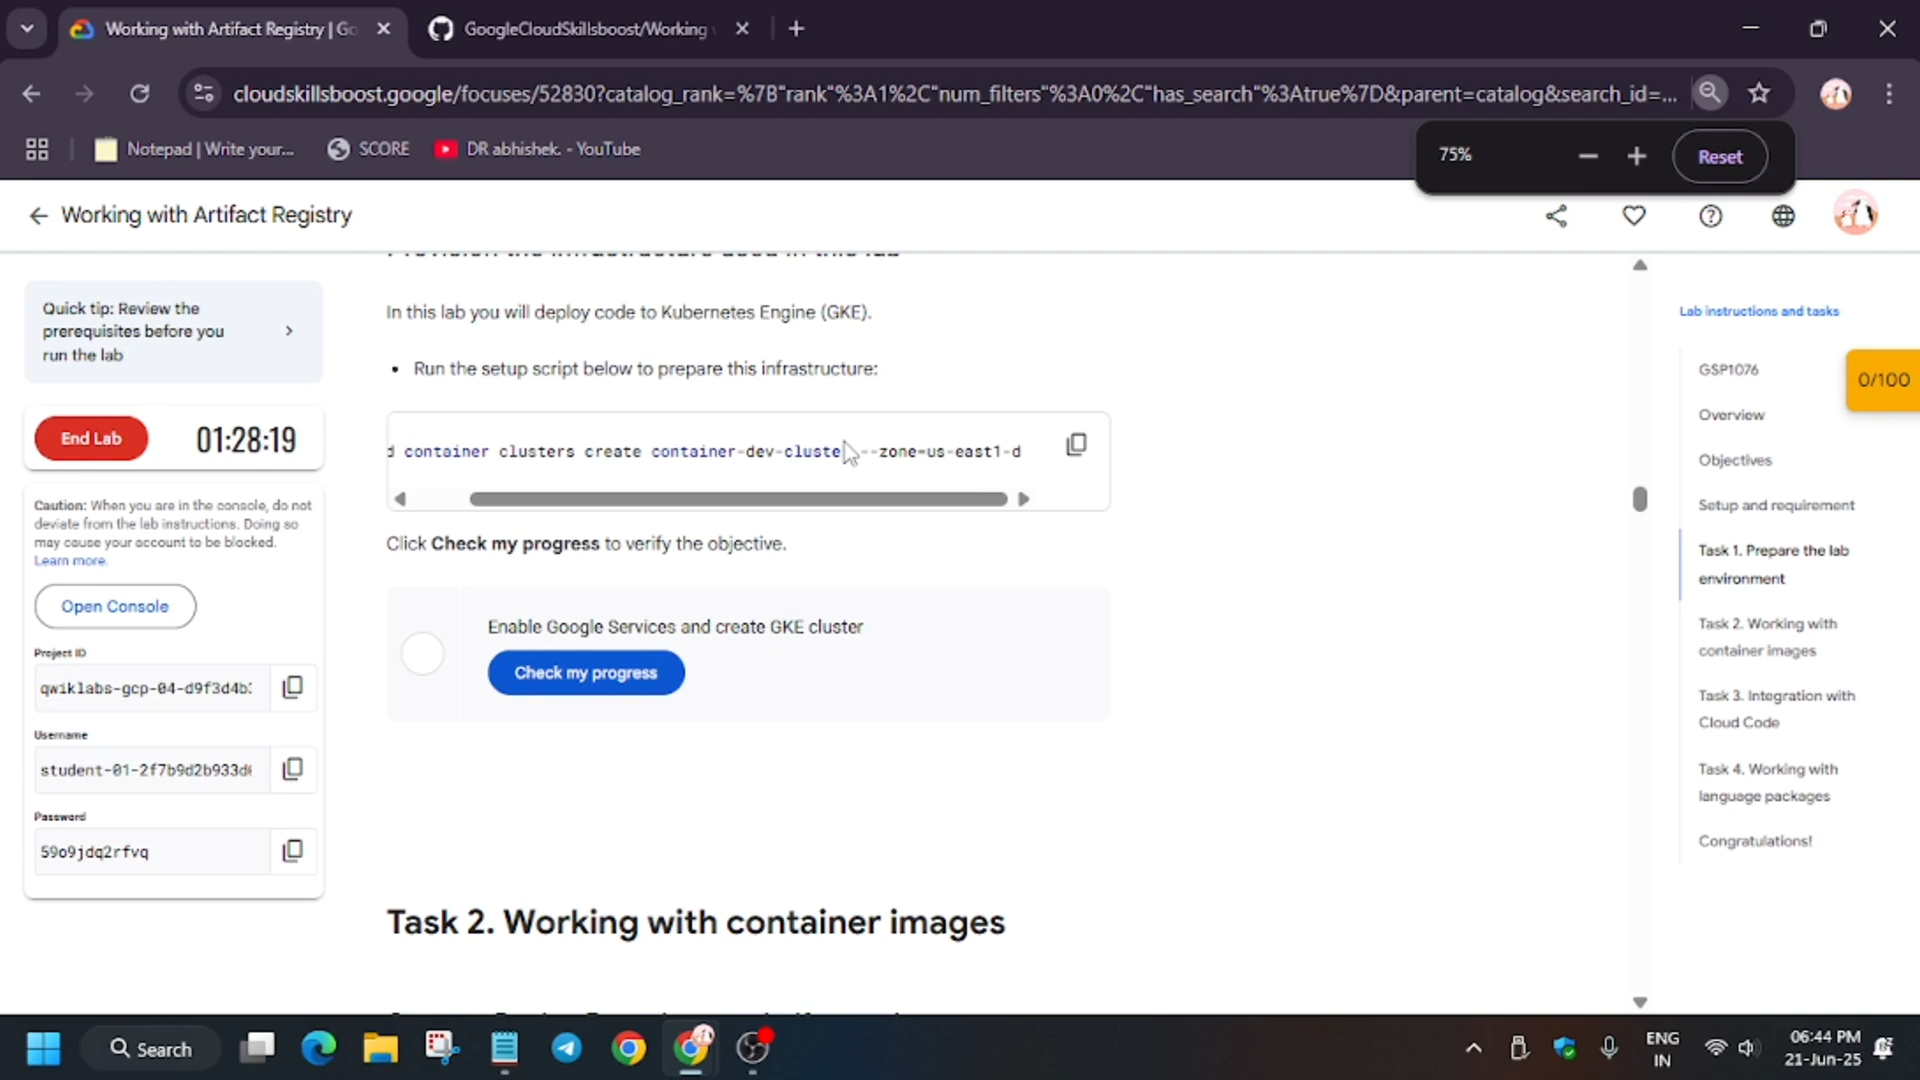 Working with Artifact Registry | Go
GoogleCloudSkillsboost/Working
cloudskillsboost.google/focuses/52830?catalog_rank=%7B"rank"%3A1%2C"num_filters"%3A0%2C"has_search"%3Atrue%7D&parent=catalog&search_id=...
Notepad | Write your...
SCORE
DR abhishek. - YouTube
75%
Reset
Working with Artifact Registry
Quick tip: Review the
prerequisites before you
run the lab
End Lab
01:28:19
Caution: When you are in the console, do not
deviate from the lab instructions. Doing so
may cause your account to be blocked.
Learn more.
Open Console
Project ID
qwiklabs-gcp-04-d9f3d4b
Username
student-01-2f7b9d2b933d
Password
59o9jdq2rfvq
Provision the infrastructure used in this lab
In this lab you will deploy code to Kubernetes Engine (GKE).
• Run the setup script below to prepare this infrastructure:
d container clusters create container-dev-cluste --zone=us-east1-d
Click Check my progress to verify the objective.
Enable Google Services and create GKE cluster
Check my progress
Task 2. Working with container images
Lab instructions and tasks
GSP1076
Overview
Objectives
Setup and requirement
Task 1. Prepare the lab
environment
Task 2. Working with
container images
Task 3. Integration with
Cloud Code
Task 4. Working with
language packages
Congratulations!
0/100
Search
ENG
IN
06:44 PM
21-Jun-25